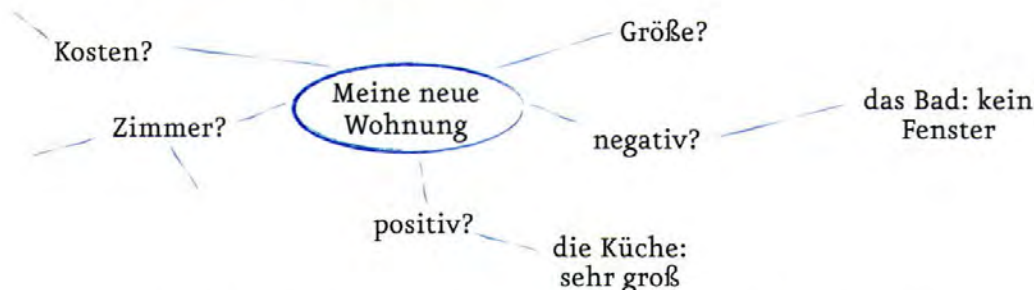 Kosten?
Größe?
Meine neue
Wohnung
Zimmer?
negativ?
das Bad: kein
Fenster
positiv?
die Küche:
sehr groß